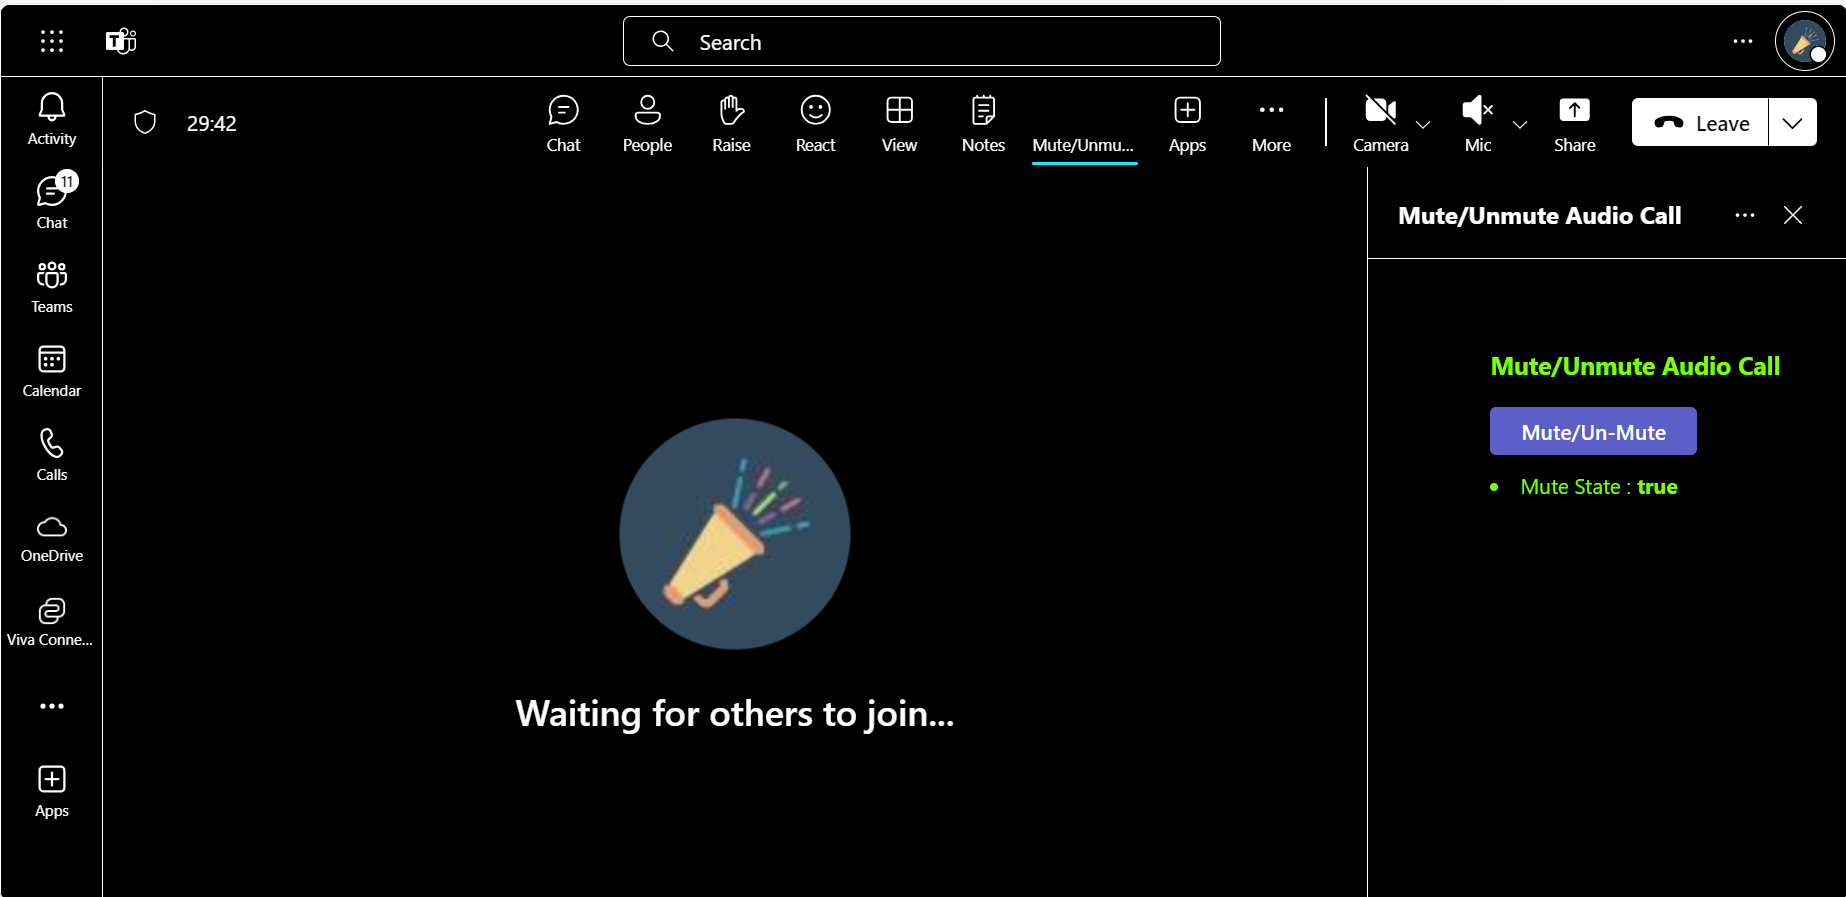 T
Search
Activity
11
Chat
Teams
Calendar
Calls
OneDrive
Viva Conne...
Apps
29:42
Chat
People
Raise
React
View
Notes
Mute/Unmu...
Apps
More
Camera
Mic
Share
Leave
Waiting for others to join...
Mute/Unmute Audio Call
Mute/Unmute Audio Call
Mute/Un-Mute
Mute State : true